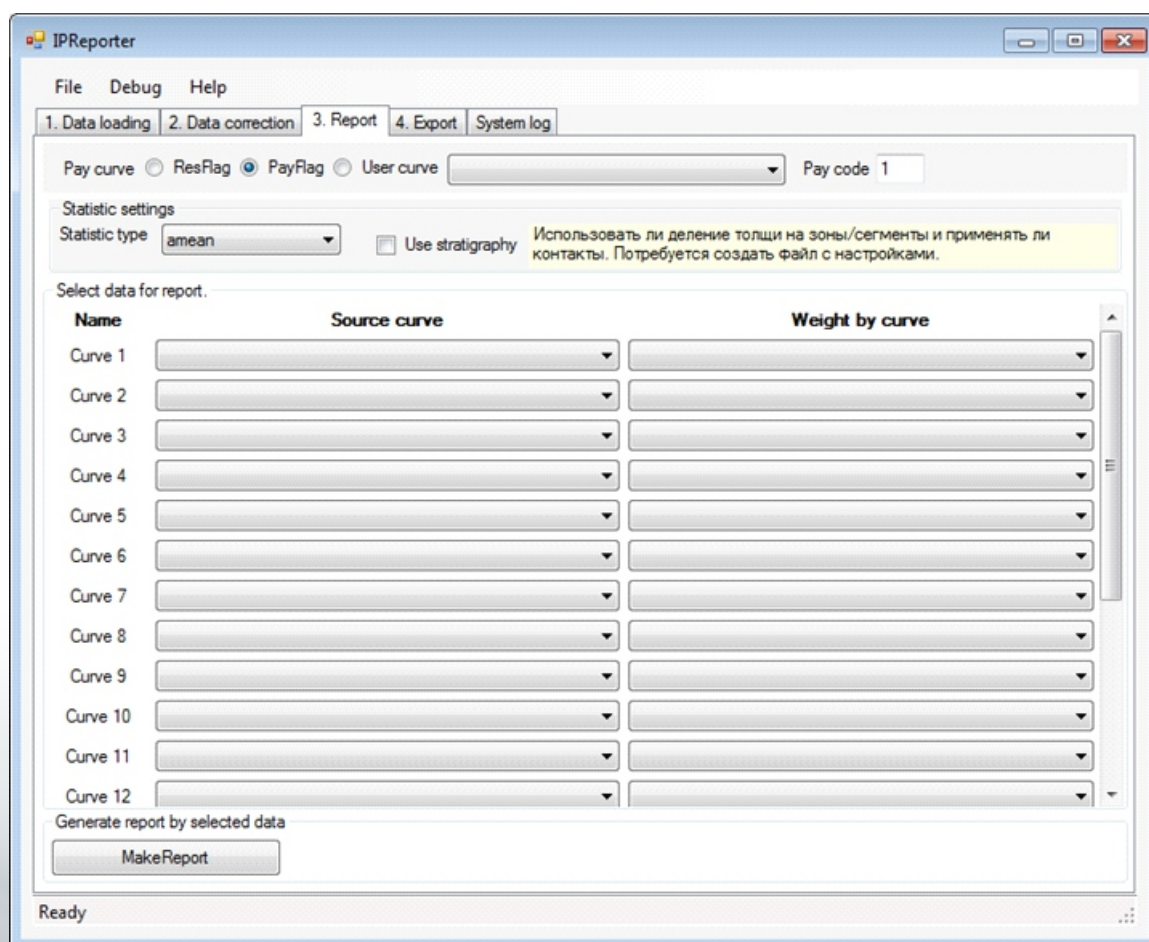 IPReporter
File Debug Help
1. Data loading 2. Data correction 3. Report 4. Export System log
Pay curve ResFlag PayFlag User curve Pay code 1
Statistic settings
Statistic type amean Use stratigraphy Использовать ли деление толщи на зоны/сегменты и применять ли
контакты. Потребуется создать файл с настройками.
Select data for report.
Name Source curve Weight by curve
Curve 1
Curve 2
Curve 3
Curve 4
Curve 5
Curve 6
Curve 7
Curve 8
Curve 9
Curve 10
Curve 11
Curve 12
Generate report by selected data
MakeReport
Ready